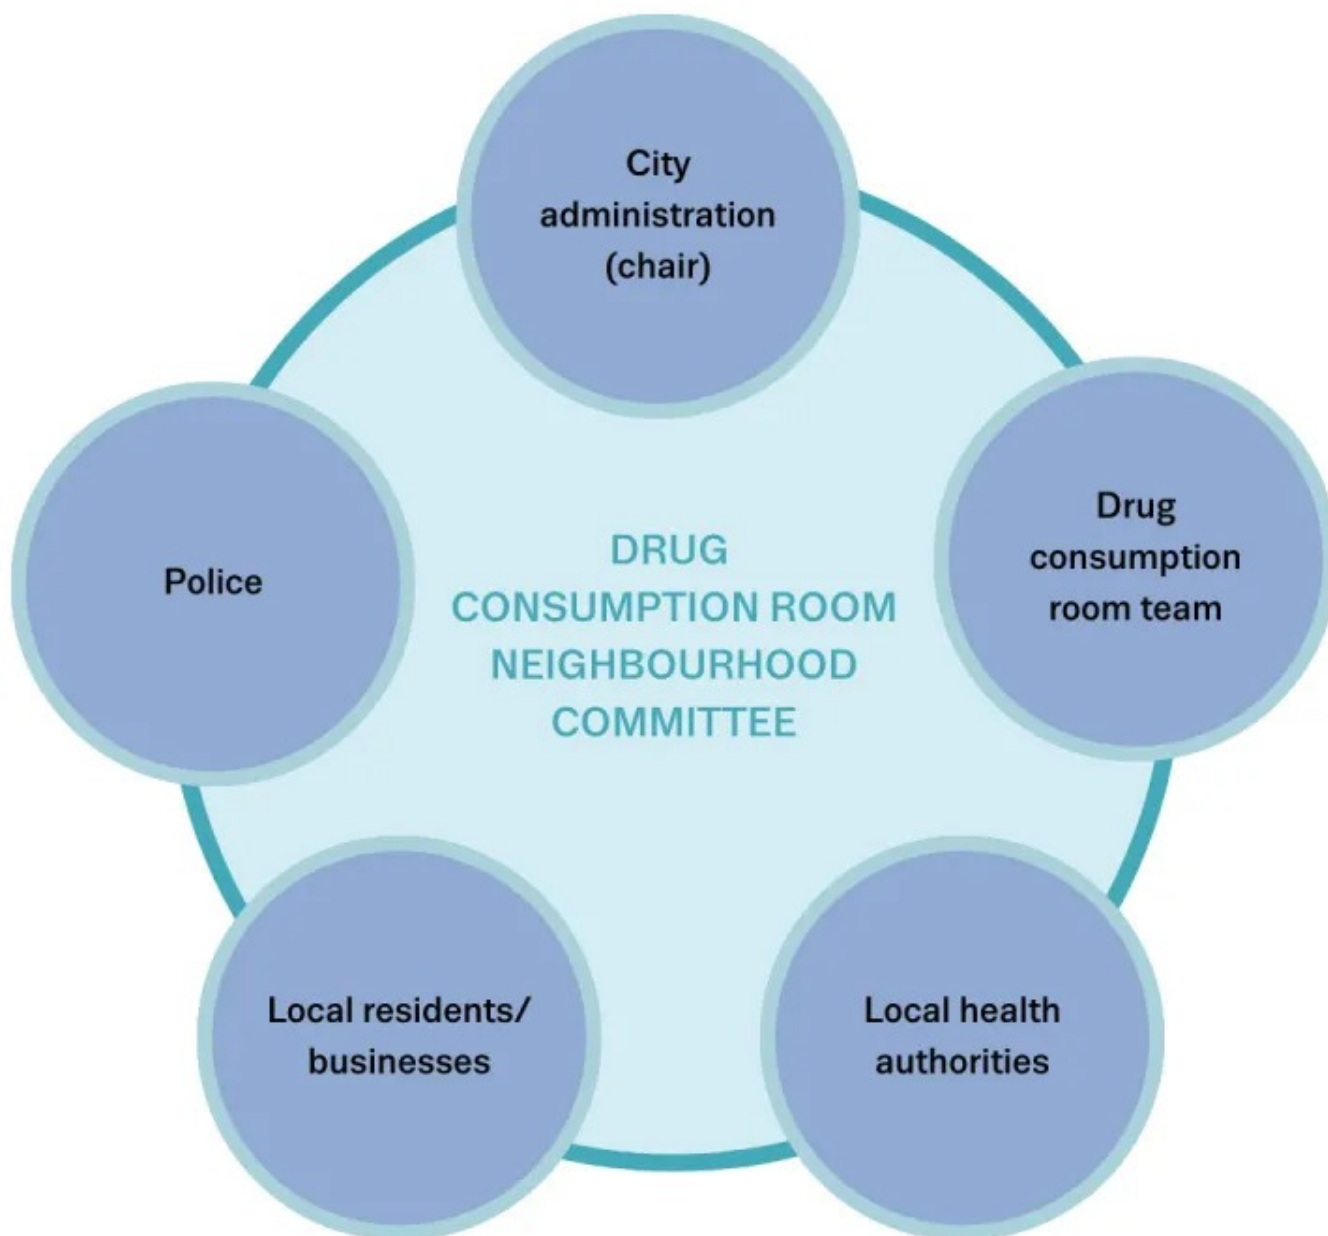 City
administration
(chair)
Drug
consumption
room team
Police
DRUG
CONSUMPTION ROOM
NEIGHBOURHOOD
COMMITTEE
Local residents/
businesses
Local health
authorities